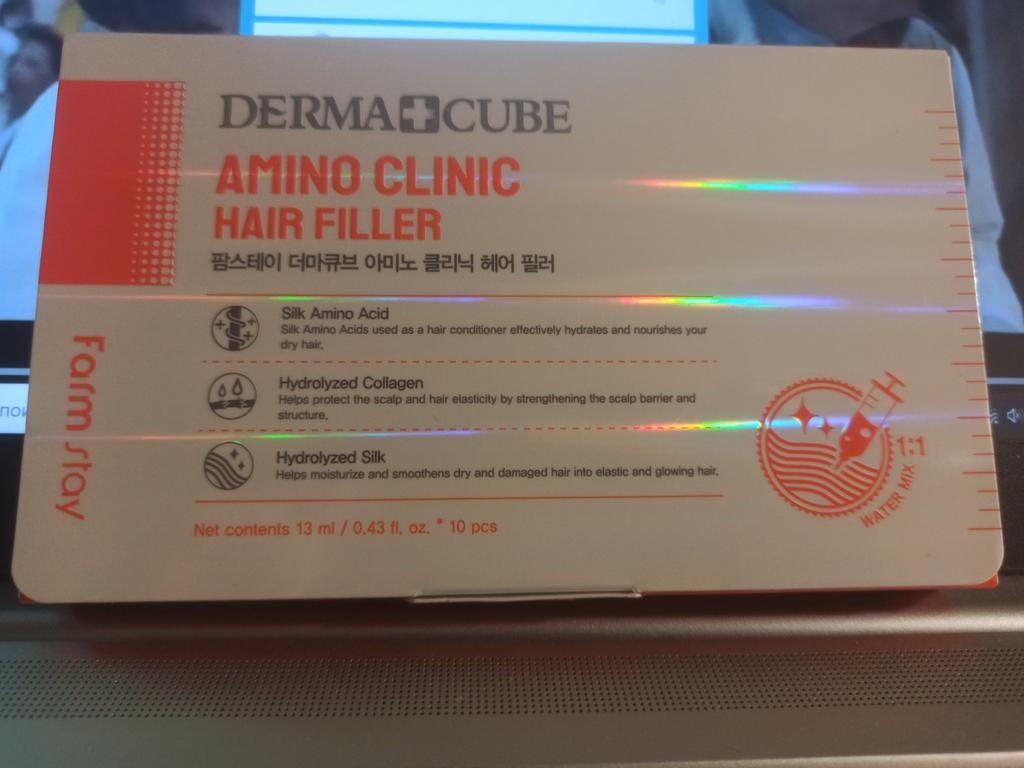 DERMA CUBE
AMINO CLINIC
HAIR FILLER
팜스테이 더마큐브 아미노 클리닉 헤어 필러
Silk Amino Acid
Silk Amino Acids used as a hair conditioner effectively hydrates and nourishes your
dry hair.
Hydrolyzed Collagen
Helps protect the scalp and hair elasticity by strengthening the scalp barrier and
structure.
Hydrolyzed Silk
Helps moisturize and smoothens dry and damaged hair into elastic and glowing hair.
Net contents 13 ml / 0.43 fl. oz. * 10 pcs
Farm stay
1:1
WATER MIX